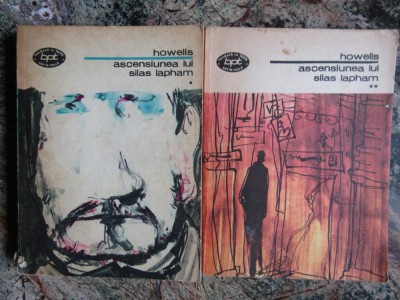 bpt
howells
ascensiunea lui
silas lapham
*
bpt
howells
ascensiunea lui
silas lapham
**